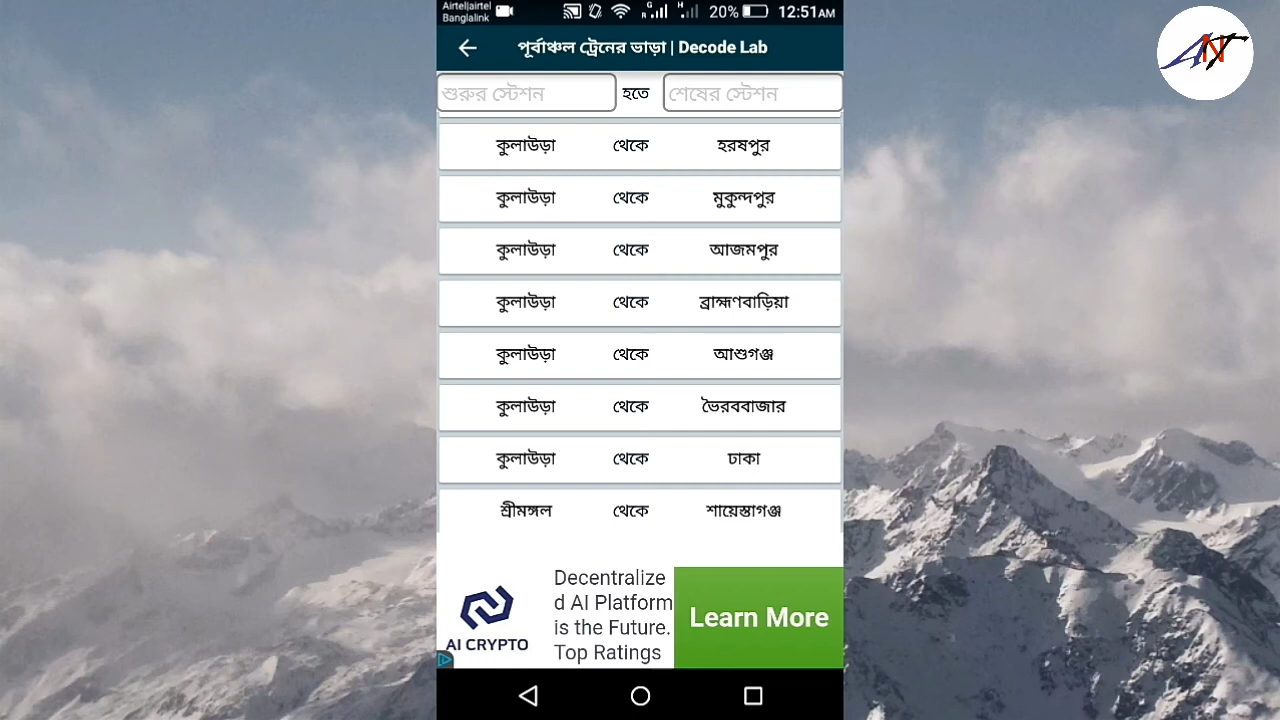 Airtel|airtel
Banglalink
G
R
H
20%
12:51AM
পূর্বাঞ্চল ট্রেনের ভাড়া | Decode Lab
শুরুর স্টেশন হতে শেষের স্টেশন
কুলাউড়া থেকে হরষপুর
কুলাউড়া থেকে মুকুন্দপুর
কুলাউড়া থেকে আজমপুর
কুলাউড়া থেকে ব্রাহ্মণবাড়িয়া
কুলাউড়া থেকে আশুগঞ্জ
কুলাউড়া থেকে ভৈরববাজার
কুলাউড়া থেকে ঢাকা
শ্রীমঙ্গল থেকে শায়েস্তাগঞ্জ
AI CRYPTO
Decentralize
d AI Platform
is the Future.
Top Ratings
Learn More
ANT